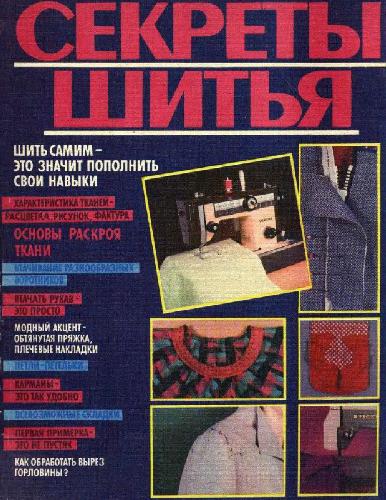 СЕКРЕТЫ
ШИТЬЯ
ШИТЬ САМИМ –
ЭТО ЗНАЧИТ ПОПОЛНИТЬ
СВОИ НАВЫКИ
ХАРАКТЕРИСТИКА ТКАНЕЙ –
РАСЦВЕТКА, РИСУНОК, ФАКТУРА
ОСНОВЫ РАСКРОЯ
ТКАНИ
ВТАЧИВАНИЕ РАЗНООБРАЗНЫХ
ВОРОТНИКОВ
ВТАЧАТЬ РУКАВ –
ЭТО ПРОСТО
МОДНЫЙ АКЦЕНТ –
ОБТЯНУТАЯ ПРЯЖКА,
ПЛЕЧЕВЫЕ НАКЛАДКИ
ПЕТЛИ-ПЕТЕЛЬКИ
КАРМАНЫ –
ЭТО ТАК УДОБНО
ВСЕВОЗМОЖНЫЕ СКЛАДКИ
ПЕРВАЯ ПРИМЕРКА –
ЭТО НЕ ПУСТЯК
КАК ОБРАБОТАТЬ ВЫРЕЗ
ГОРЛОВИНЫ?